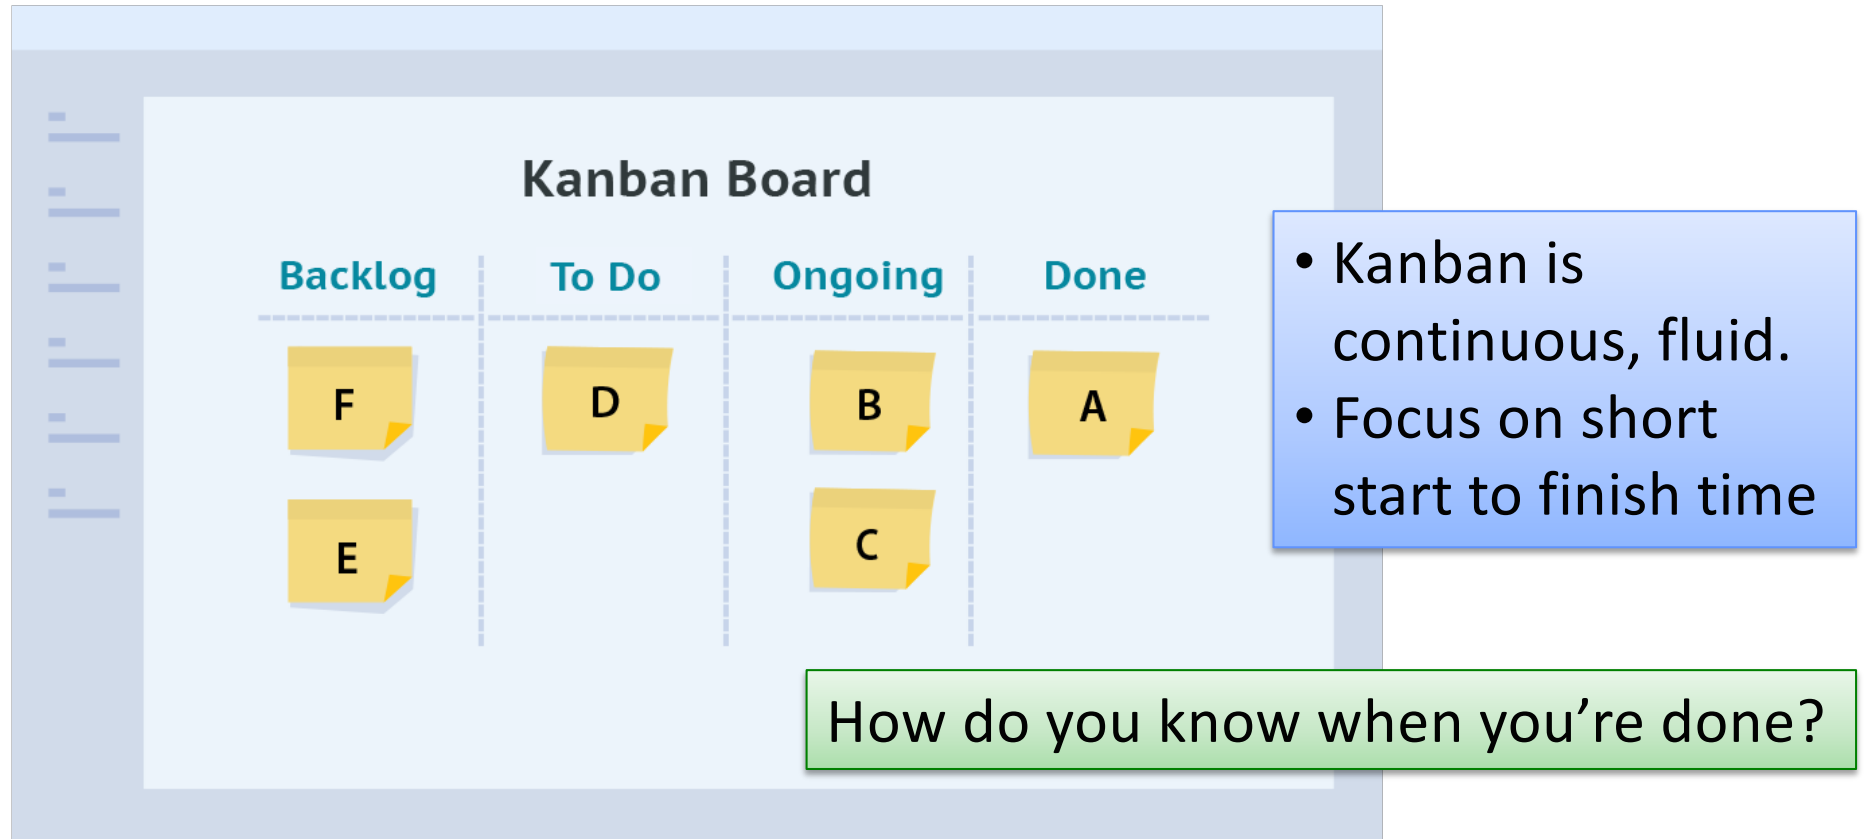 Kanban Board
Backlog To Do Ongoing Done
F D B A
E C
• Kanban is
continuous, fluid.
• Focus on short
start to finish time
How do you know when you’re done?